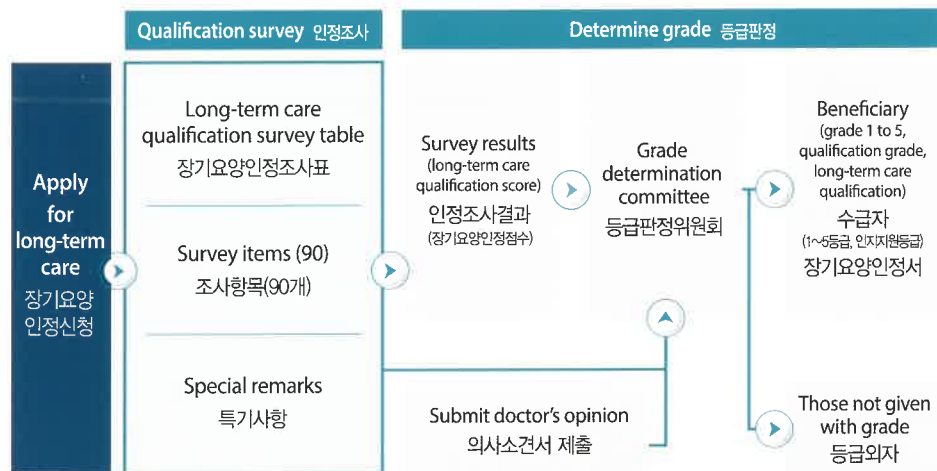 Qualification survey 인정조사
Determine grade 등급판정
Apply
for
long-term
care
장기요양
인정신청
Long-term care
qualification survey table
장기요양인정조사표
Survey items (90)
조사항목(90개)
Special remarks
특기사항
Survey results
(long-term care
qualification score)
인정조사결과
(장기요양인정점수)
Grade
determination
committee
등급판정위원회
Submit doctor's opinion
의사소견서 제출
Beneficiary
(grade 1 to 5,
qualification grade,
long-term care
qualification)
수급자
(1~5등급, 인지지원등급)
장기요양인정서
Those not given
with grade
등급외자